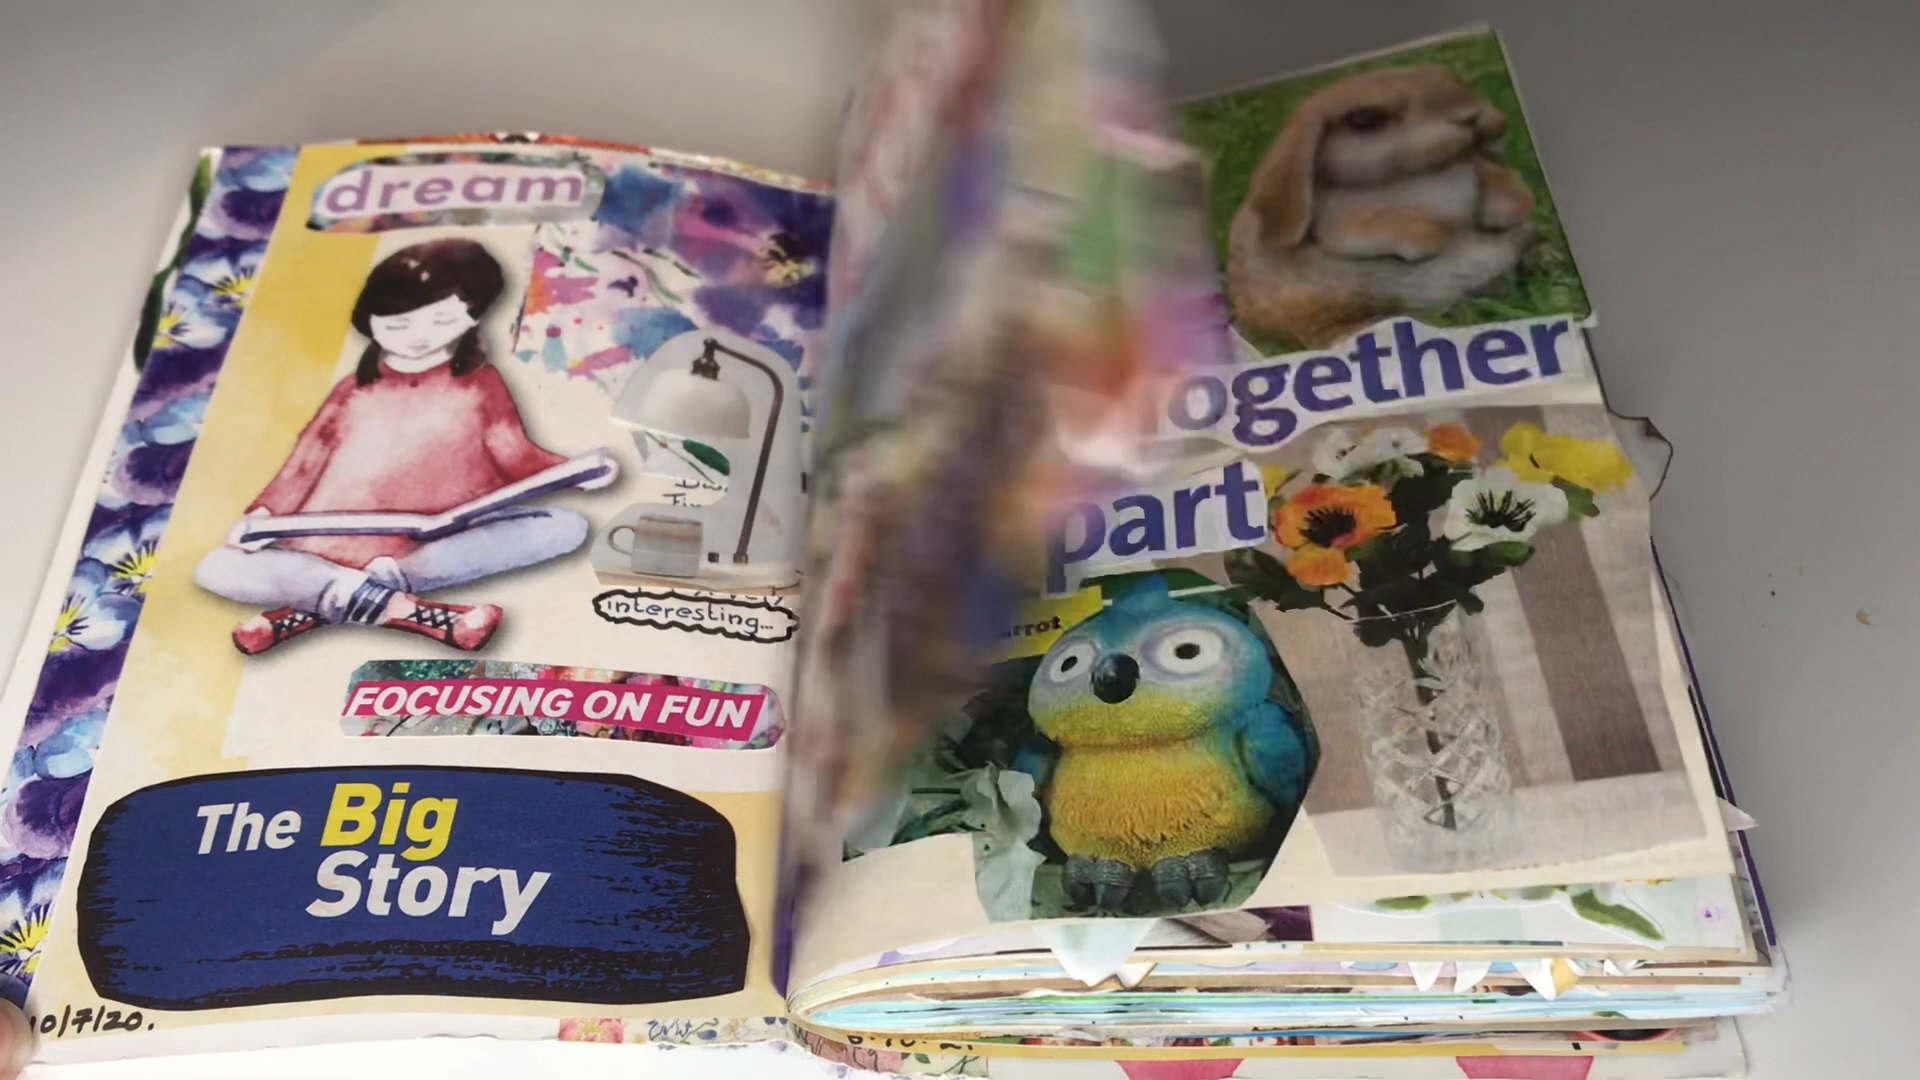 dream
interesting...
FOCUSING ON FUN
The Big
Story
10/7/20.
ogether
part
rrot